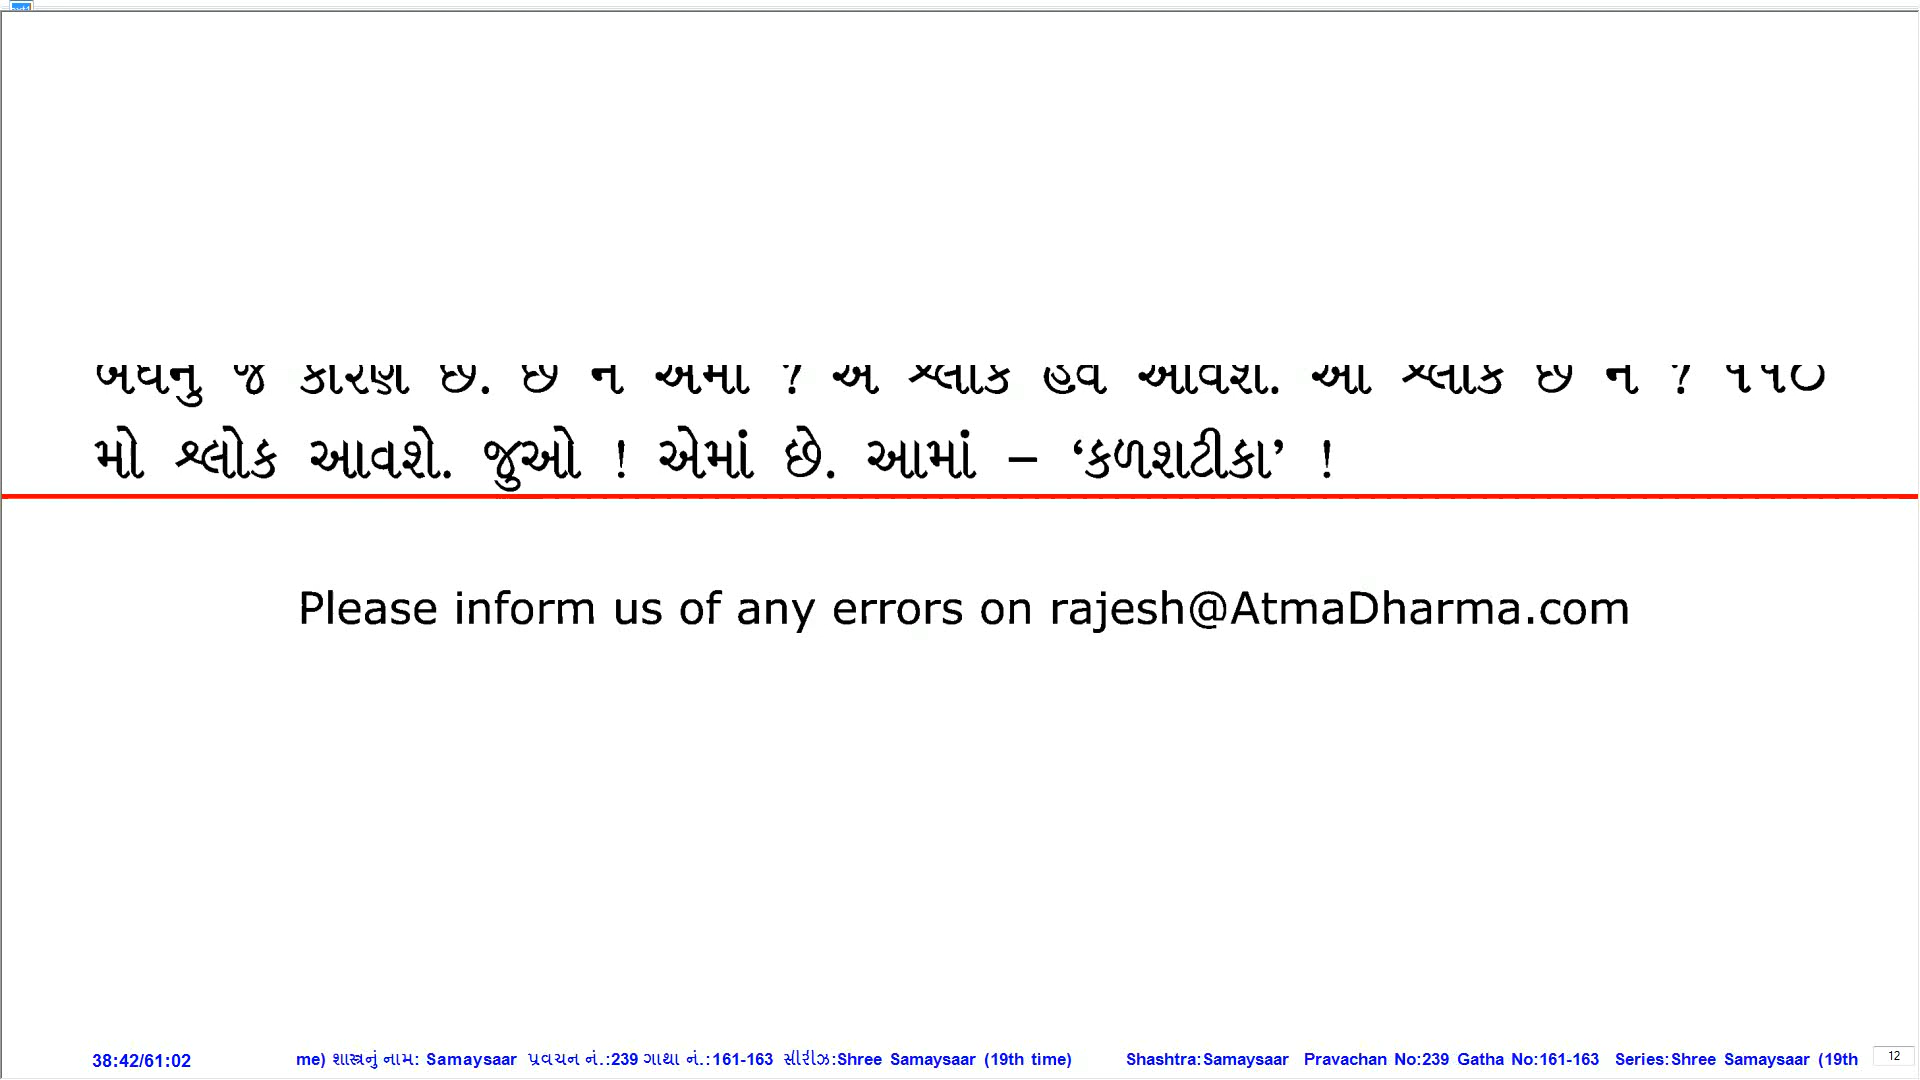 બંધનું જ કારણ છે. છે ને એમાં ? એ શ્લોક હવે આવશે. આ શ્લોક છે ને ? ૧૧૦
મો શ્લોક આવશે. જુઓ ! એમાં છે. આમાં – ‘કળશટીકા’ !
Please inform us of any errors on rajesh@AtmaDharma.com
38:42/61:02 me) શાસ્ત્રનું નામ: Samaysaar પ્રવચન નં.:239 ગાથા નં.:161-163 સીરીઝ:Shree Samaysaar (19th time) Shashtra:Samaysaar Pravachan No:239 Gatha No:161-163 Series:Shree Samaysaar (19th 12